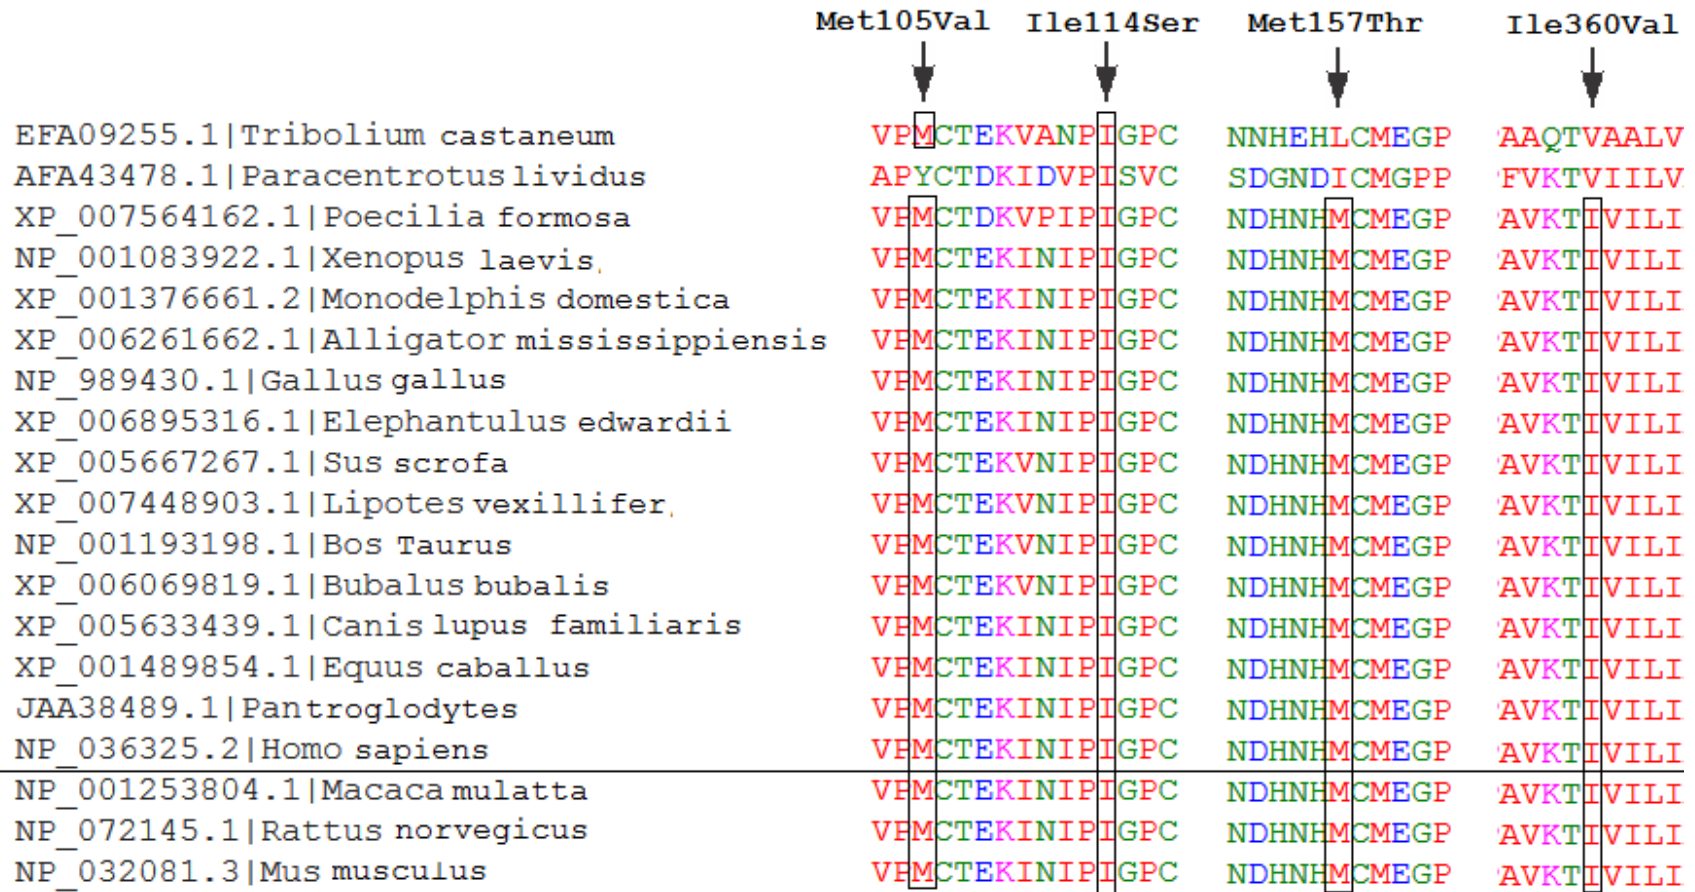 Met105Val Ile114Ser Met157Thr Ile360Val
EFA09255.1|Tribolium castaneum VPMCTEKVANPIGPC NNHEHLCMEGP AAQTVAALV
AFA43478.1|Paracentrotus lividus APYCTDKIDVPISVC SDGNDICMGPP FVKTVIILV
XP_007564162.1|Poecilia formosa VPMCTDKVPIPIGPC NDHNHMCMEGP AVKTIVILI
NP_001083922.1|Xenopus laevis. VPMCTEKINIPIGPC NDHNHMCMEGP AVKTIVILI
XP_001376661.2|Monodelphis domestica VPMCTEKINIPIGPC NDHNHMCMEGP AVKTIVILI
XP_006261662.1|Alligator mississippiensis VPMCTEKINIPIGPC NDHNHMCMEGP AVKTIVILI
NP_989430.1|Gallus gallus VPMCTEKINIPIGPC NDHNHMCMEGP AVKTIVILI
XP_006895316.1|Elephantulus edwardii VPMCTEKINIPIGPC NDHNHMCMEGP AVKTIVILI
XP_005667267.1|Sus scrofa VPMCTEKVNIPIGPC NDHNHMCMEGP AVKTIVILI
XP_007448903.1|Lipotes vexillifer. VPMCTEKVNIPIGPC NDHNHMCMEGP AVKTIVILI
NP_001193198.1|Bos Taurus VPMCTEKVNIPIGPC NDHNHMCMEGP AVKTIVILI
XP_006069819.1|Bubalus bubalis VPMCTEKVNIPIGPC NDHNHMCMEGP AVKTIVILI
XP_005633439.1|Canis lupus familiaris VPMCTEKINIPIGPC NDHNHMCMEGP AVKTIVILI
XP_001489854.1|Equus caballus VPMCTEKINIPIGPC NDHNHMCMEGP AVKTIVILI
JAA38489.1|Pantroglodytes VPMCTEKINIPIGPC NDHNHMCMEGP AVKTIVILI
NP_036325.2|Homo sapiens VPMCTEKINIPIGPC NDHNHMCMEGP AVKTIVILI
NP_001253804.1|Macaca mulatta VPMCTEKINIPIGPC NDHNHMCMEGP AVKTIVILI
NP_072145.1|Rattus norvegicus VPMCTEKINIPIGPC NDHNHMCMEGP AVKTIVILI
NP_032081.3|Mus musculus VPMCTEKINIPIGPC NDHNHMCMEGP AVKTIVILI